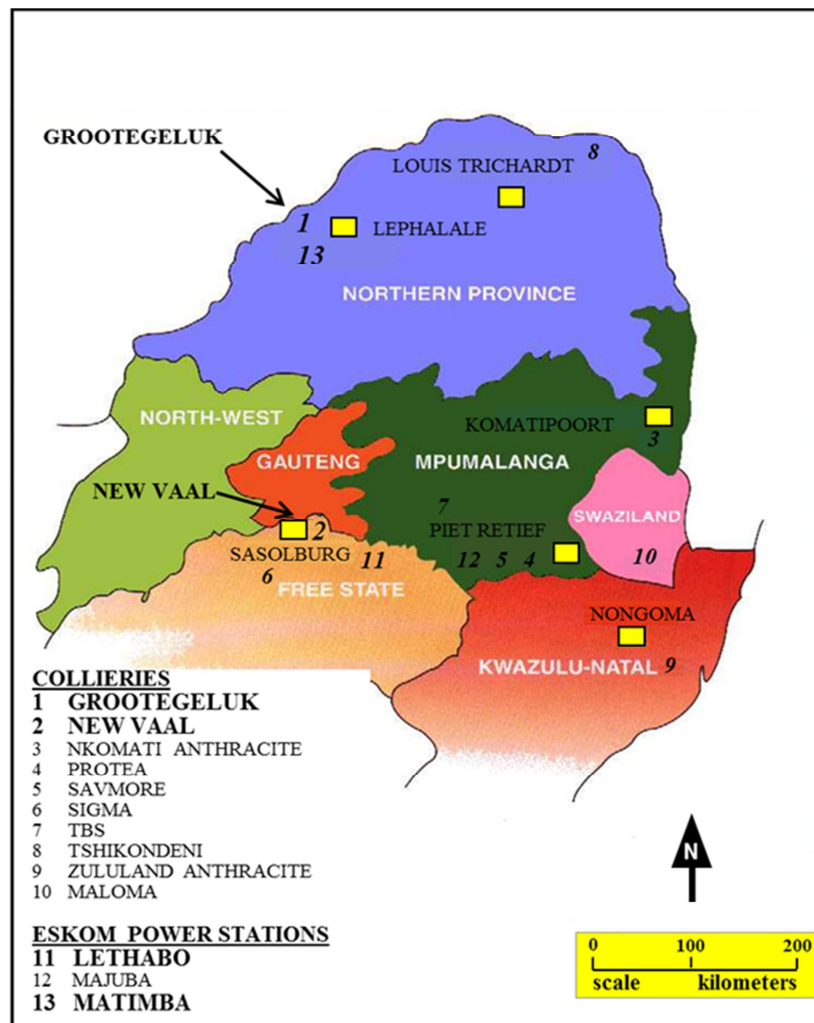 GROOTEGELUK
8
LOUIS TRICHARDT
1
LEPHALALE
13
NORTHERN PROVINCE
NORTH-WEST
KOMATIPOORT
3
GAUTENG
MPUMALANGA
NEW VAAL
7
SWAZILAND
2
PIET RETIEF
SASOLBURG
11
12 5 4
10
6
FREE STATE
NONGOMA
KWAZULU-NATAL
9
COLLIERIES
1 GROOTEGELUK
2 NEW VAAL
3 NKOMATI ANTHRACITE
4 PROTEA
5 SAVMORE
6 SIGMA
7 TBS
8 TSHIKONDENI
9 ZULULAND ANTHRACITE
10 MALOMA
N
ESKOM POWER STATIONS
11 LETHABO
12 MAJUBA
13 MATIMBA
0 100 200
scale kilometers